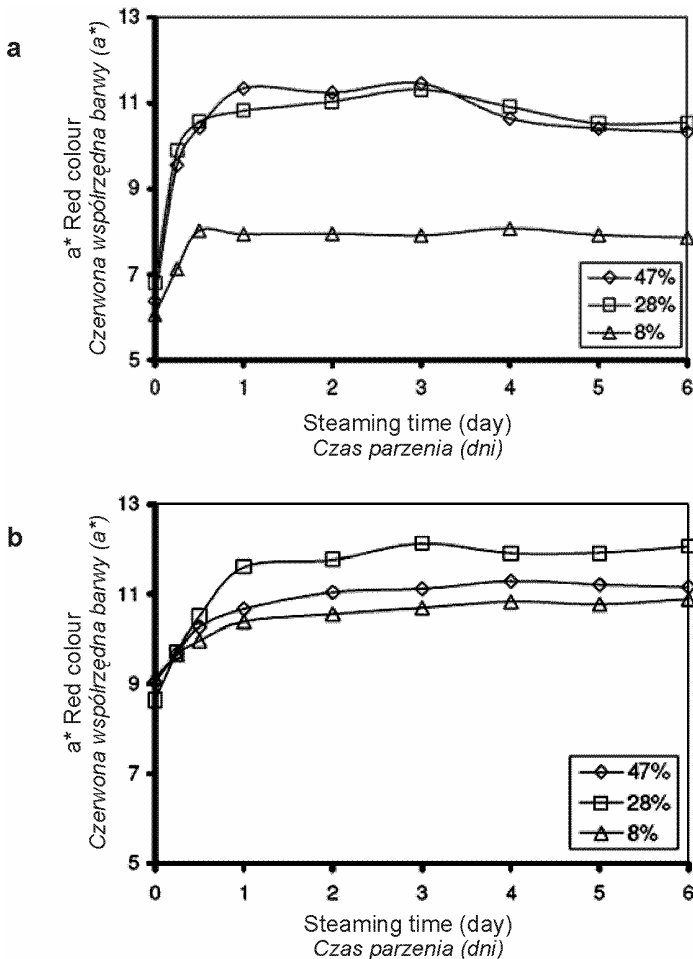 a
13
11
9
7
5
a* Red colour
Czerwona współrzędna barwy (a*)
47%
28%
8%
0 1 2 3 4 5 6
Steaming time (day)
Czas parzenia (dni)
b
13
11
9
7
5
a* Red colour
Czerwona współrzędna barwy (a*)
47%
28%
8%
0 1 2 3 4 5 6
Steaming time (day)
Czas parzenia (dni)